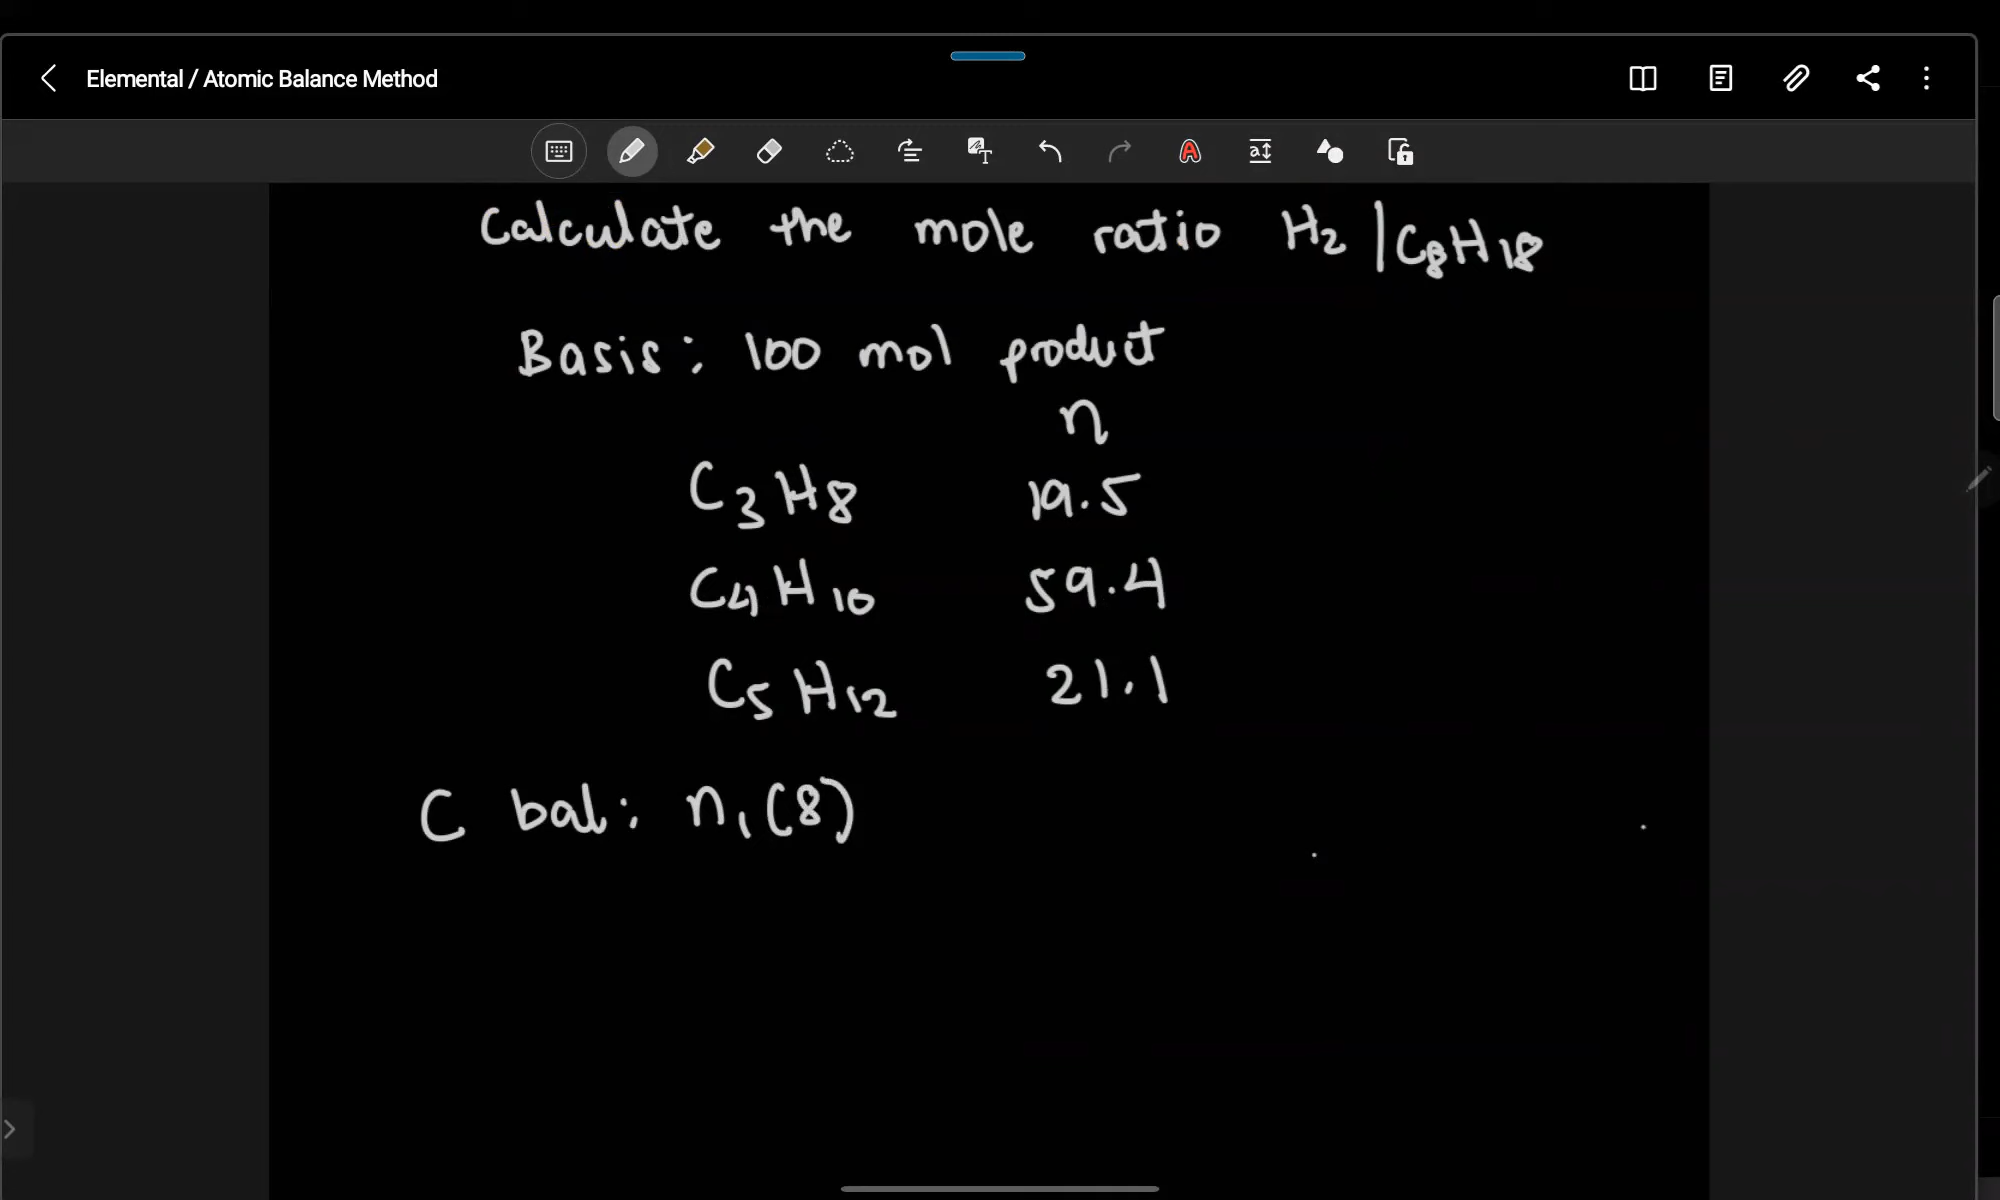 Elemental / Atomic Balance Method
Calculate the mole ratio H2 | C8H18
Basis: 100 mol product
n
C3H8 19.5
C4H10 59.4
C5H12 21.1
C bal: n1(8)